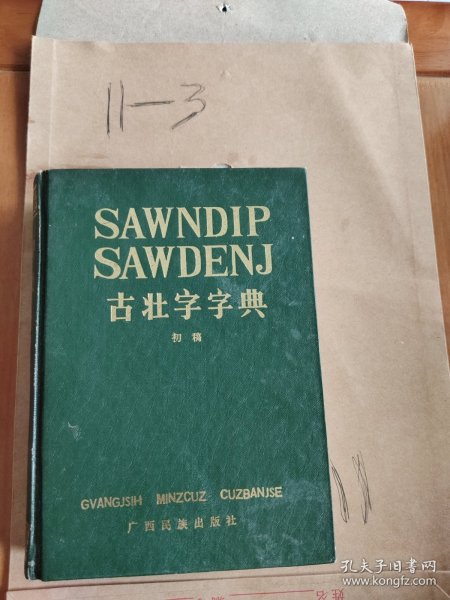 11-3
SAWNDIP
SAWDENJ
古壮字字典
初稿
GVANGJSIH MINZCUZ CUZBANJSE
广西民族出版社
孔夫子旧书网
www.kongfz.com